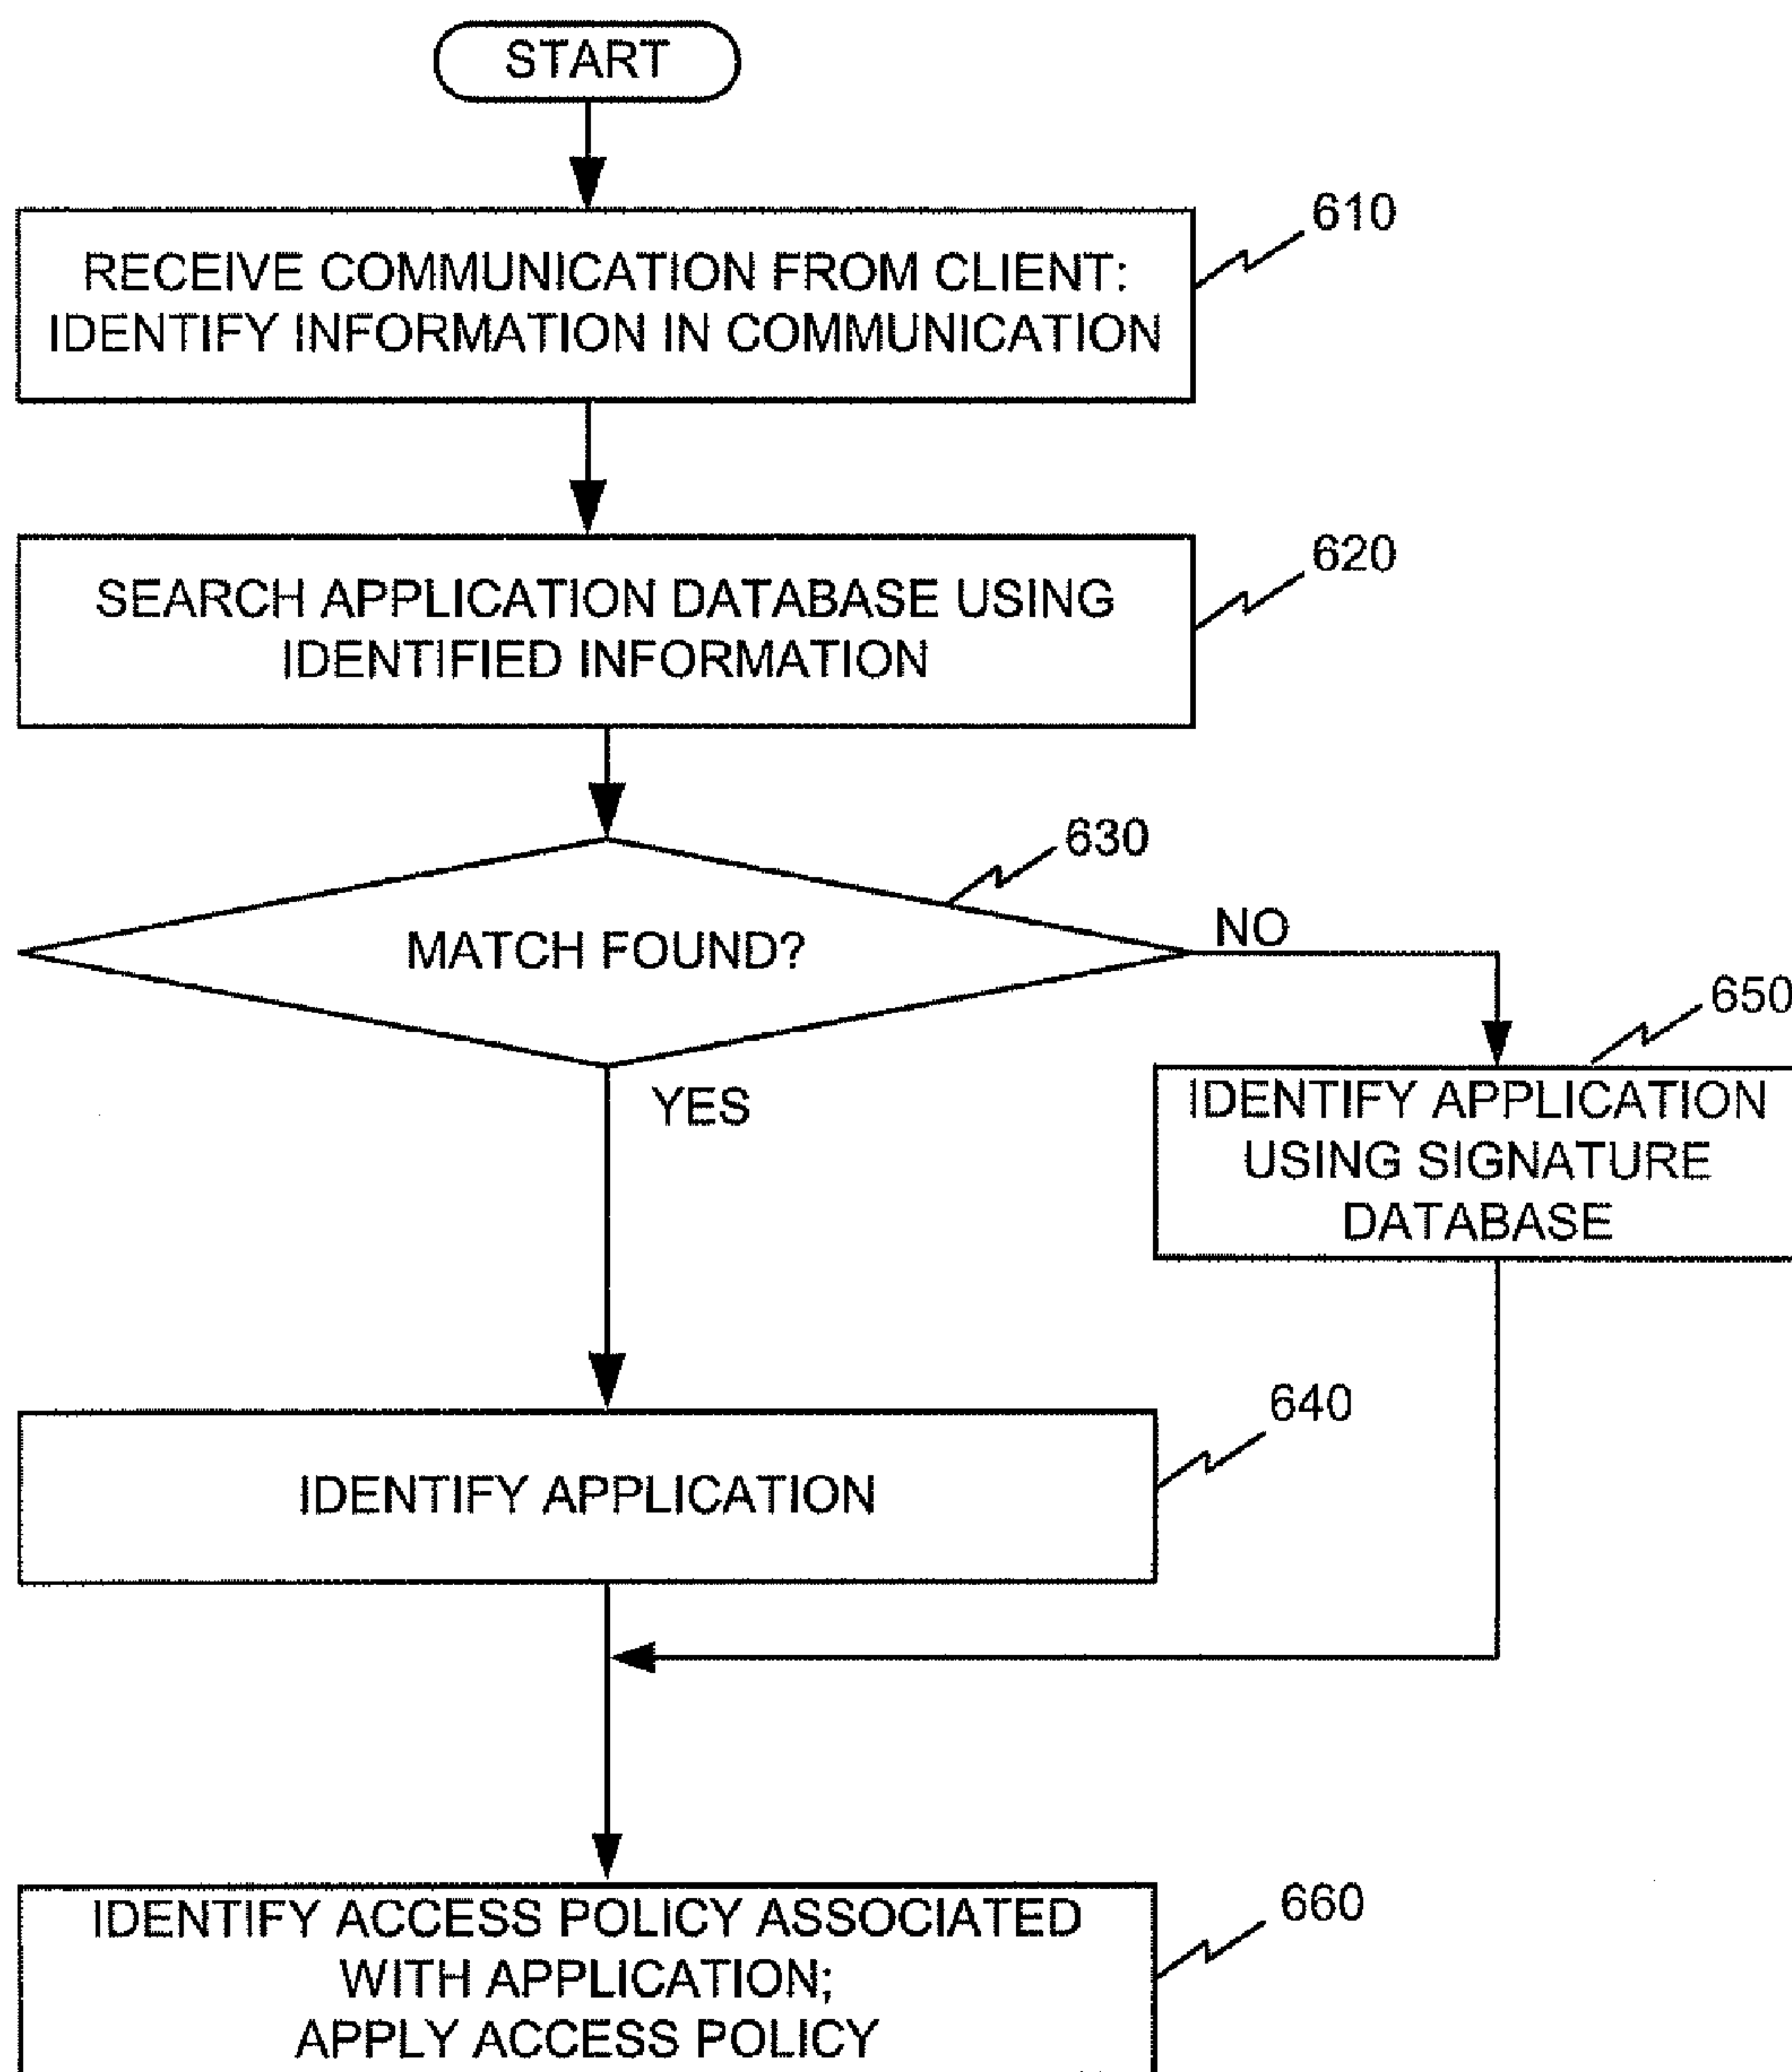 START
610
RECEIVE COMMUNICATION FROM CLIENT:
IDENTIFY INFORMATION IN COMMUNICATION
620
SEARCH APPLICATION DATABASE USING
IDENTIFIED INFORMATION
630
MATCH FOUND?
NO
650
YES
IDENTIFY APPLICATION
USING SIGNATURE
DATABASE
640
IDENTIFY APPLICATION
660
IDENTIFY ACCESS POLICY ASSOCIATED
WITH APPLICATION;
APPLY ACCESS POLICY